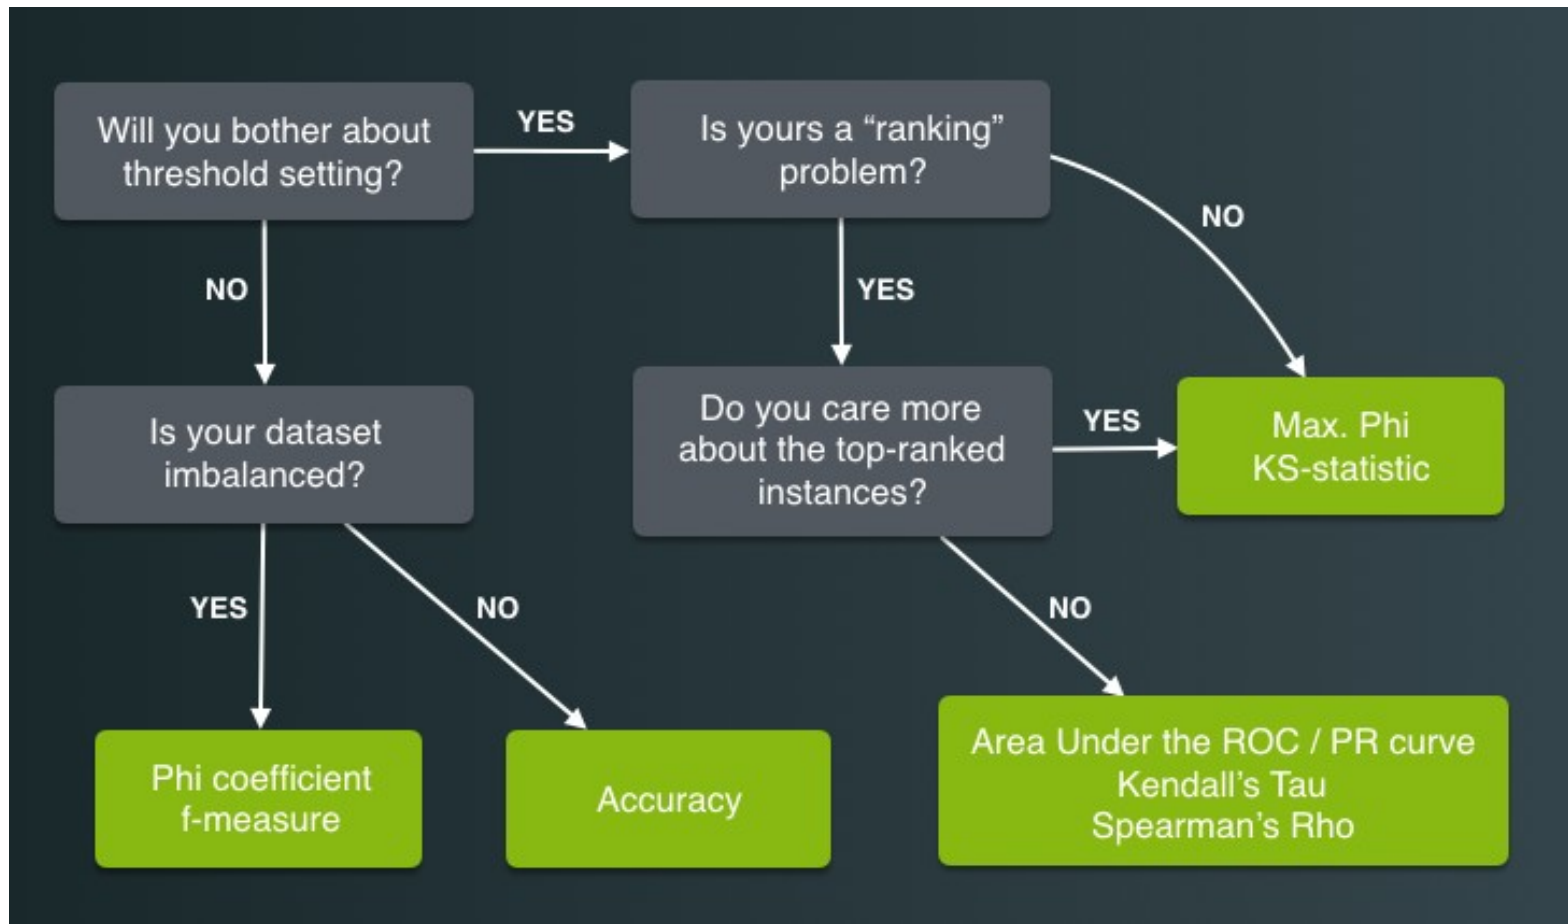 Will you bother about
threshold setting?
YES
Is yours a “ranking”
problem?
NO
NO
YES
Is your dataset
imbalanced?
Do you care more
about the top-ranked
instances?
YES
Max. Phi
KS-statistic
YES
NO
NO
Phi coefficient
f-measure
Accuracy
Area Under the ROC / PR curve
Kendall’s Tau
Spearman’s Rho